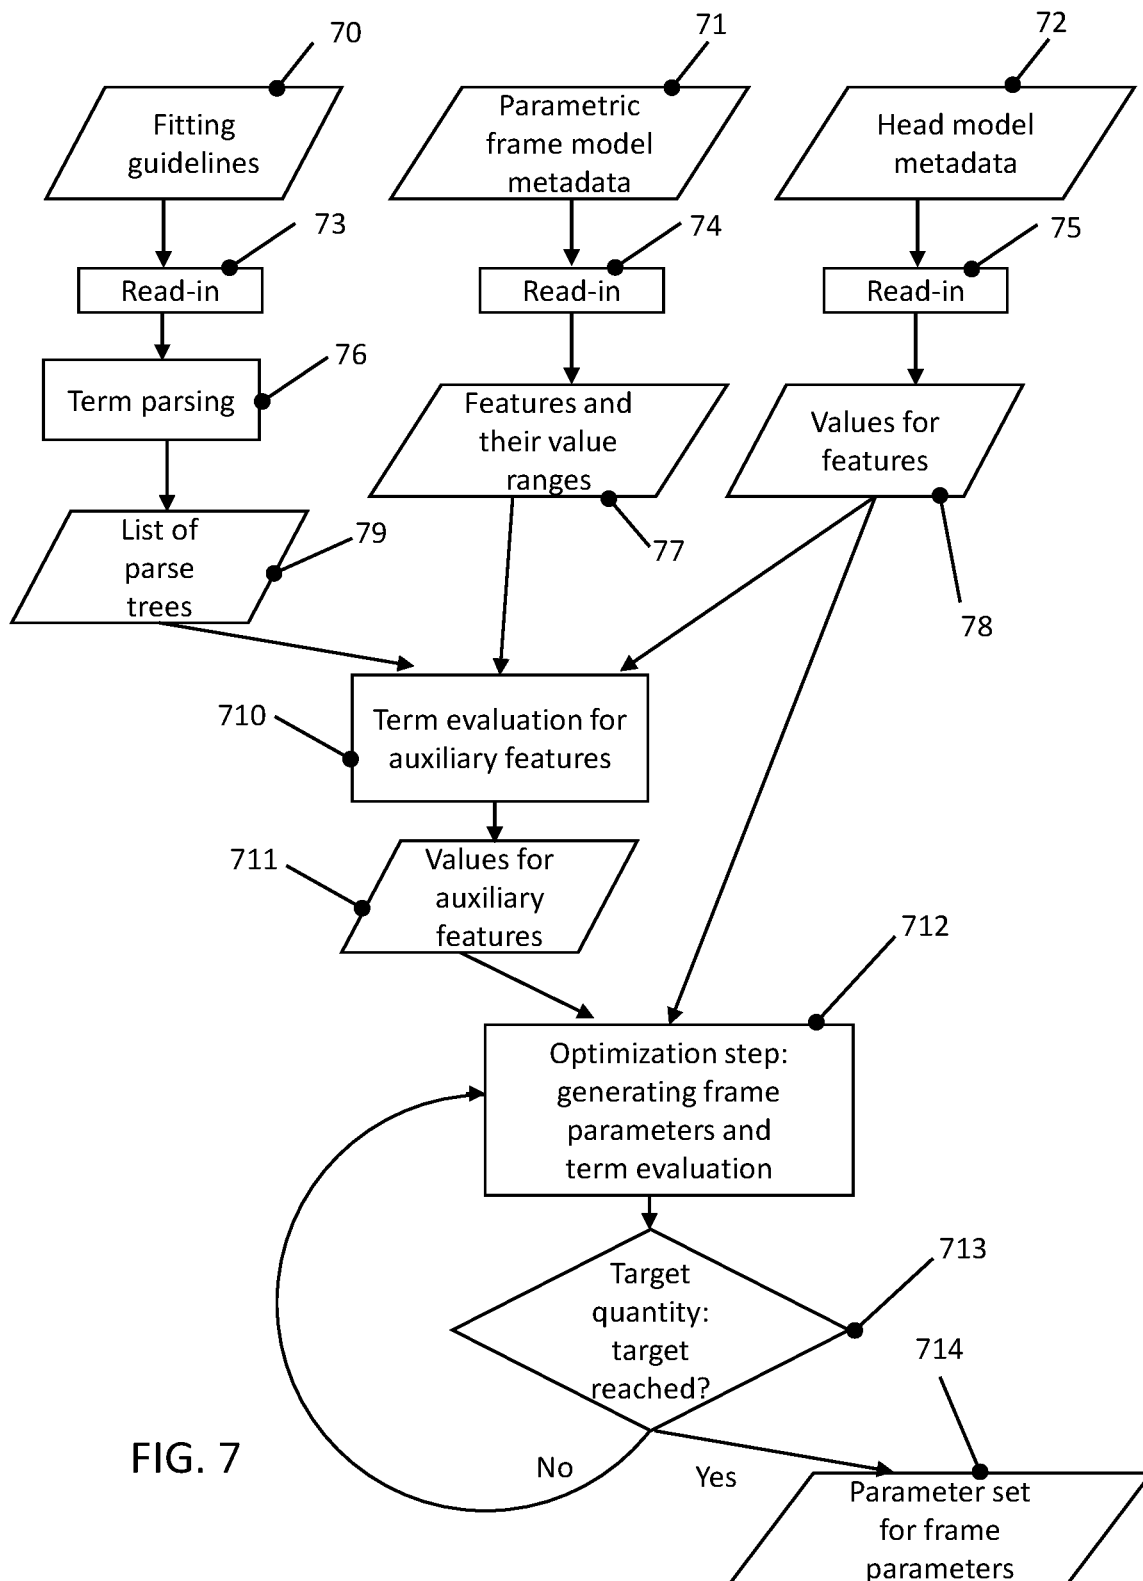 70
71
72
Fitting
guidelines
Parametric
frame model
metadata
Head model
metadata
73
74
75
Read-in
Read-in
Read-in
76
Term parsing
Features and
their value
ranges
Values for
features
List of
parse
trees
79
77
78
710
Term evaluation for
auxiliary features
711
Values for
auxiliary
features
712
Optimization step:
generating frame
parameters and
term evaluation
713
Target
quantity:
target
reached?
714
FIG. 7
No
Yes
Parameter set
for frame
parameters